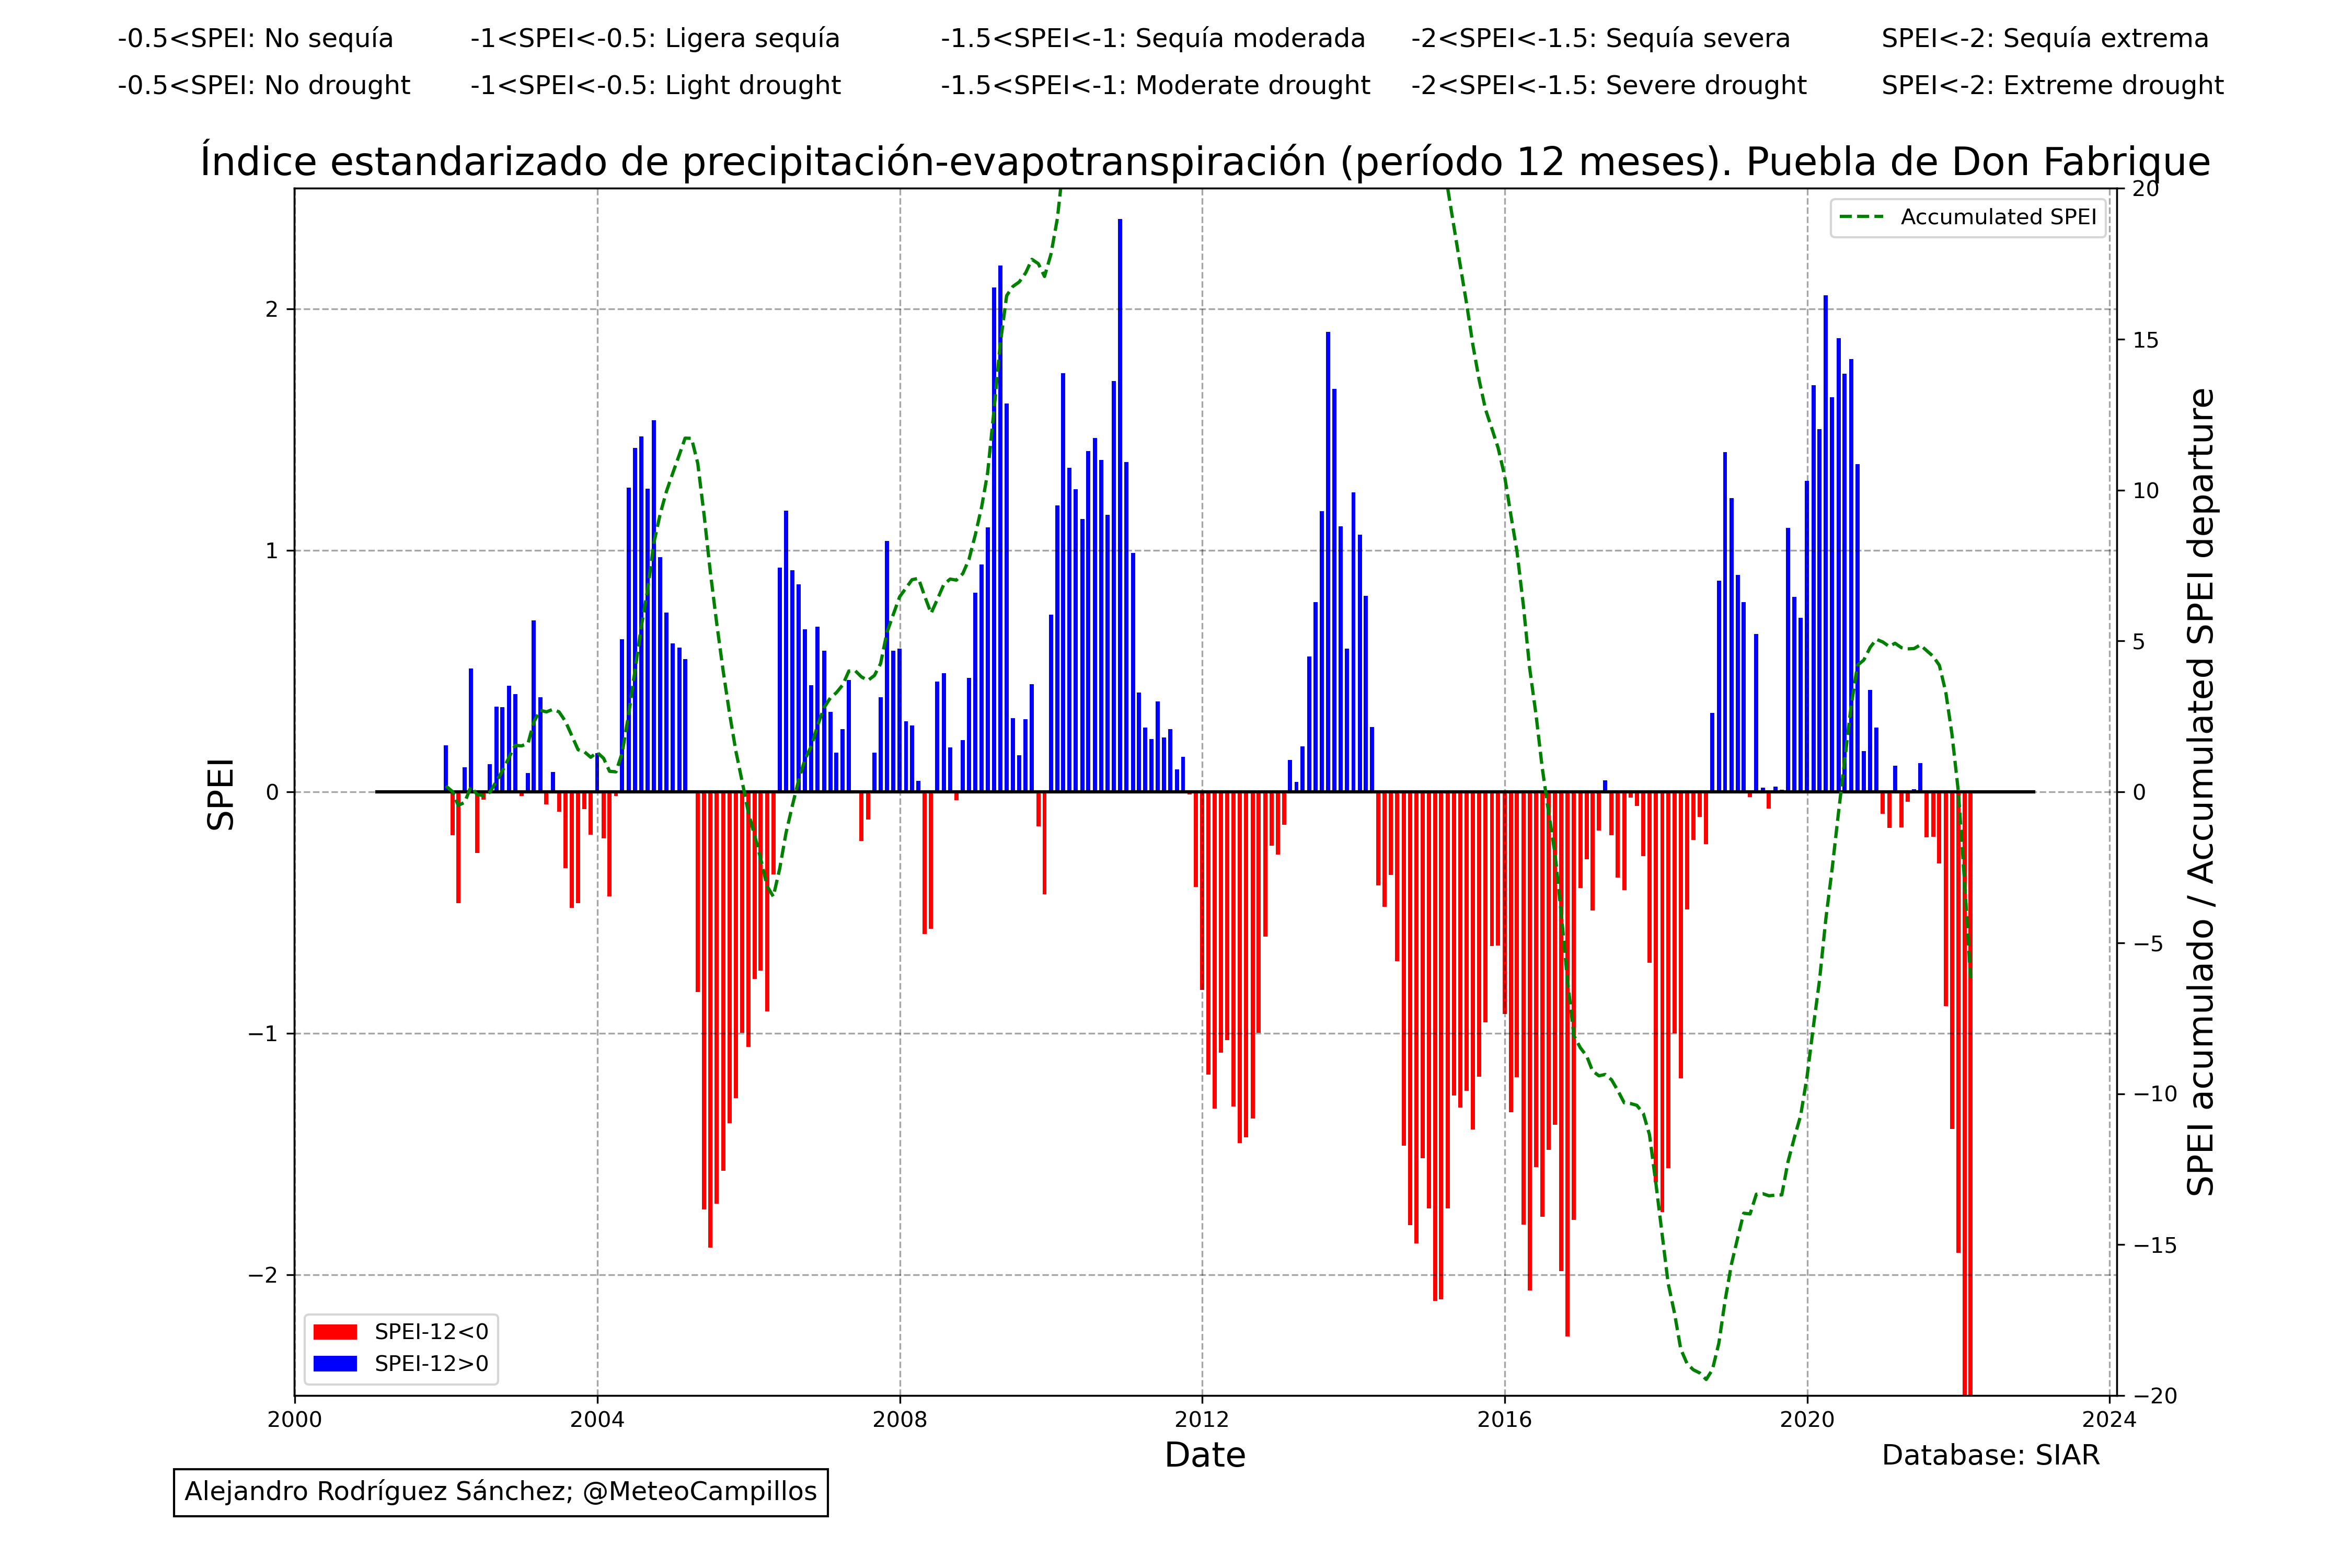 -0.5<SPEI: No sequía -1<SPEI<-0.5: Ligera sequía -1.5<SPEI<-1: Sequía moderada -2<SPEI<-1.5: Sequía severa SPEI<-2: Sequía extrema
-0.5<SPEI: No drought -1<SPEI<-0.5: Light drought -1.5<SPEI<-1: Moderate drought -2<SPEI<-1.5: Severe drought SPEI<-2: Extreme drought
Índice estandarizado de precipitación-evapotranspiración (período 12 meses). Puebla de Don Fabrique
Accumulated SPEI
SPEI
2
1
0
−1
−2
20
15
10
5
0
−5
−10
−15
−20
SPEI acumulado / Accumulated SPEI departure
SPEI-12<0
SPEI-12>0
2000 2004 2008 2012 2016 2020 2024
Date
Database: SIAR
Alejandro Rodríguez Sánchez; @MeteoCampillos